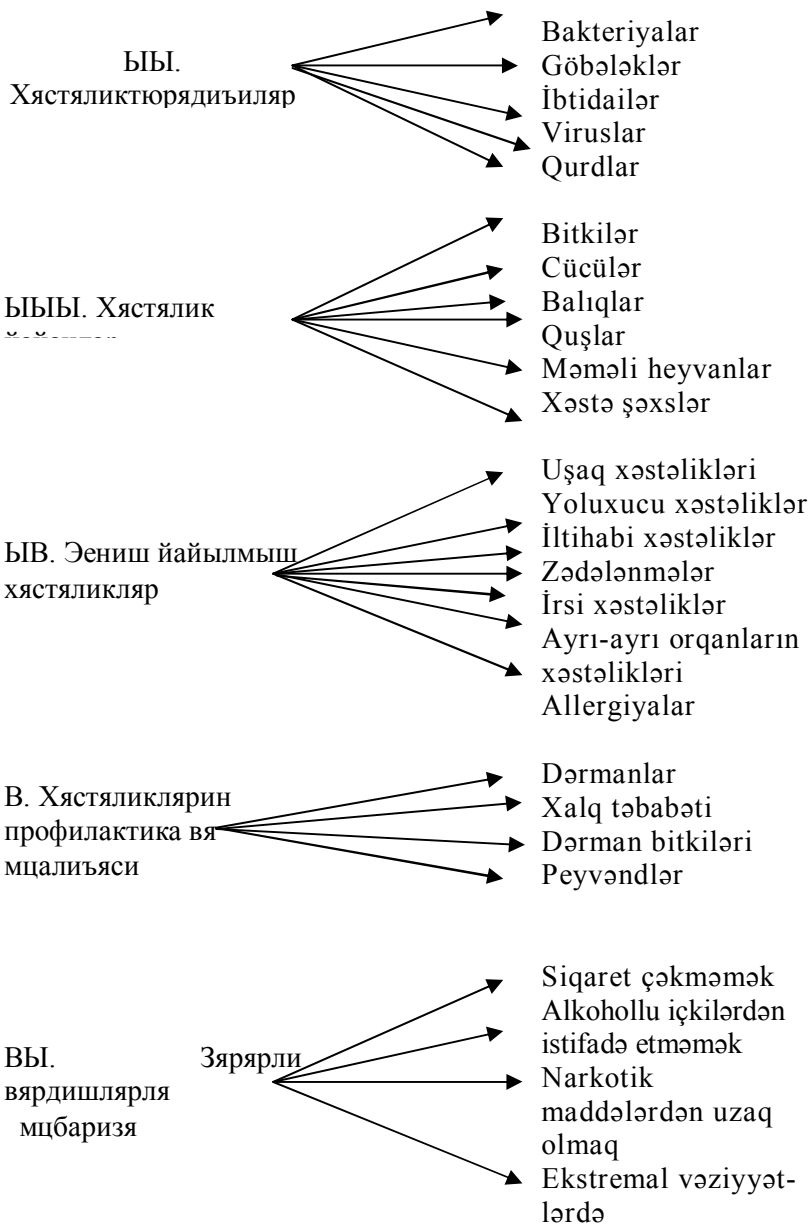 ЫЫ.
Хястяликтюрядиъиляр
Bakteriyalar
Göbələklər
İbtidailər
Viruslar
Qurdlar
ЫЫЫ. Хястялик
Bitkilər
Cücülər
Balıqlar
Quşlar
Məməli heyvanlar
Xəstə şəxslər
ЫВ. Эениш йайылмыш
хястяликляр
Uşaq xəstəlikləri
Yoluxucu xəstəliklər
İltihabi xəstəliklər
Zədələnmələr
İrsi xəstəliklər
Ayrı-ayrı orqanların
xəstəlikləri
Allergiyalar
В. Хястяликлярин
профилактика вя
мцалиъяси
Dərmanlar
Xalq təbabəti
Dərman bitkiləri
Peyvəndlər
ВЫ. Зярярли
вярдишлярля
мцбаризя
Siqaret çəkməmək
Alkohollu içkilərdən
istifadə etməmək
Narkotik
maddələrdən uzaq
olmaq
Ekstremal vəziyyət-
lərdə